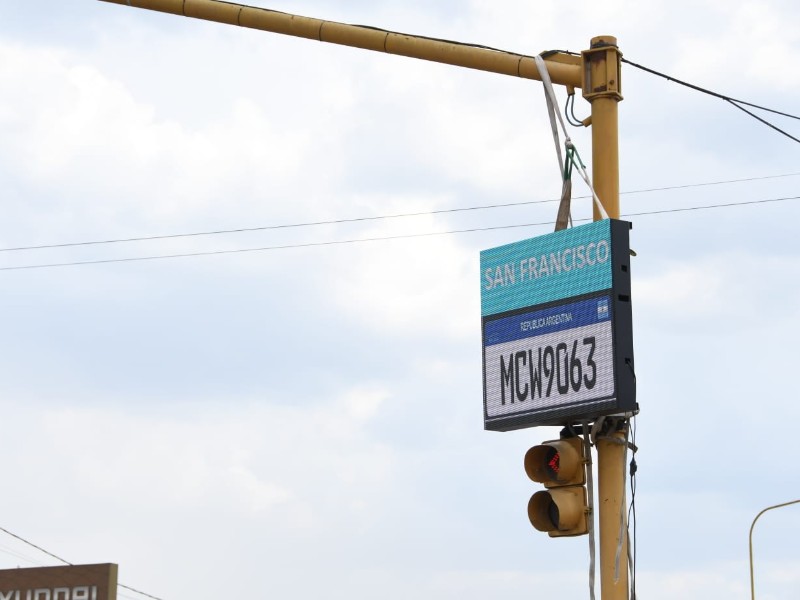 SAN FRANCISCO
REPUBLICA ARGENTINA
MCW9063